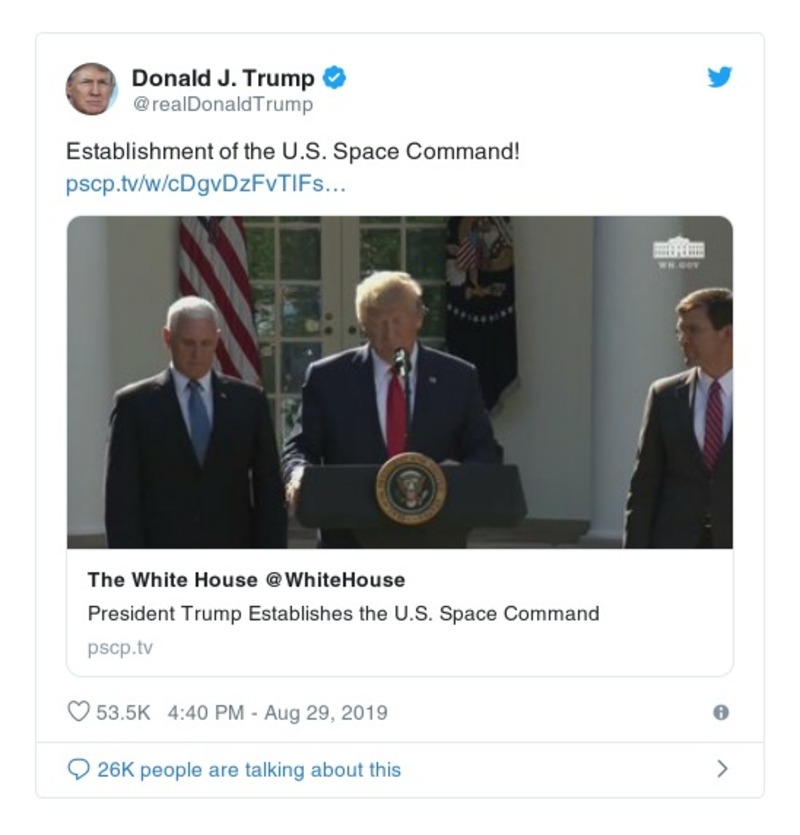 Donald J. Trump
@realDonaldTrump
Establishment of the U.S. Space Command!
pscp.tv/w/cDgvDzFvTlFs…
WH.GOV
The White House @WhiteHouse
President Trump Establishes the U.S. Space Command
pscp.tv
53.5K 4:40 PM - Aug 29, 2019
26K people are talking about this